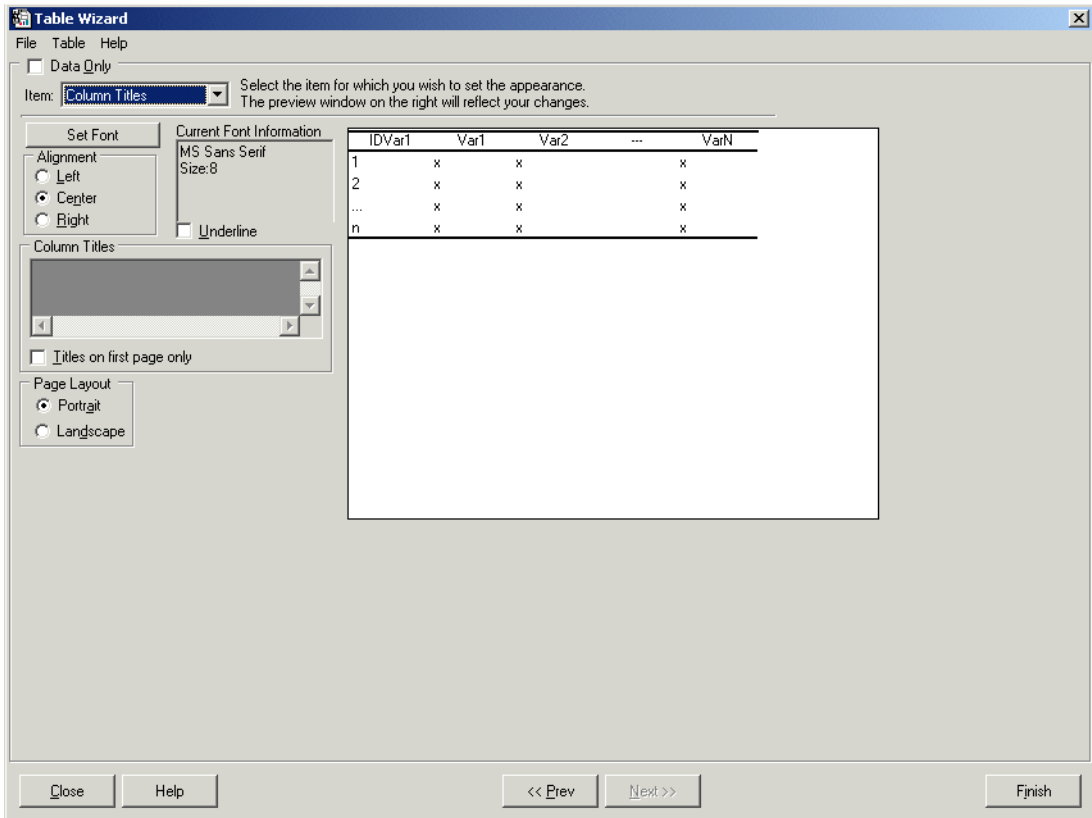 Table Wizard
File Table Help
Data Only
Item: Column Titles
Select the item for which you wish to set the appearance.
The preview window on the right will reflect your changes.
Set Font
Current Font Information
MS Sans Serif
Size:8
Alignment
Left
Center
Right
Underline
Column Titles
Titles on first page only
Page Layout
Portrait
Landscape
IDVar1 Var1 Var2 --- VarN
1 x x x
2 x x x
... x x x
n x x x
Close Help << Prev Next >> Finish